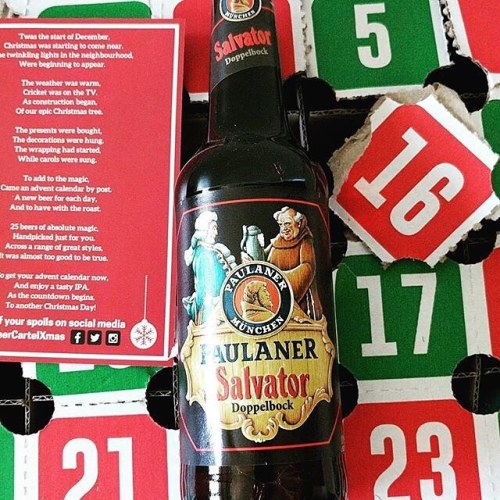 'Twas the start of December,
Christmas was starting to come near.
twinkling lights in the neighbourhood,
Were beginning to appear.
The weather was warm,
Cricket was on the TV.
As construction began,
Of our epic Christmas tree.
The presents were bought,
The decorations were hung.
The wrapping had started,
While carols were sung.
To add to the magic,
Came an advent calendar by post.
A new beer for each day,
And to have with the roast.
25 beers of absolute magic,
Handpicked just for you.
Across a range of great styles,
was almost too good to be true.
get your advent calendar now,
And enjoy a tasty IPA.
As the countdown begins,
To another Christmas Day!
your spoils on social media
erCartelXmas
Salvator
Doppelbock
PAULANER
MÜNCHEN
PAULANER
Salvator
Doppelbock
5
16
17
21
23